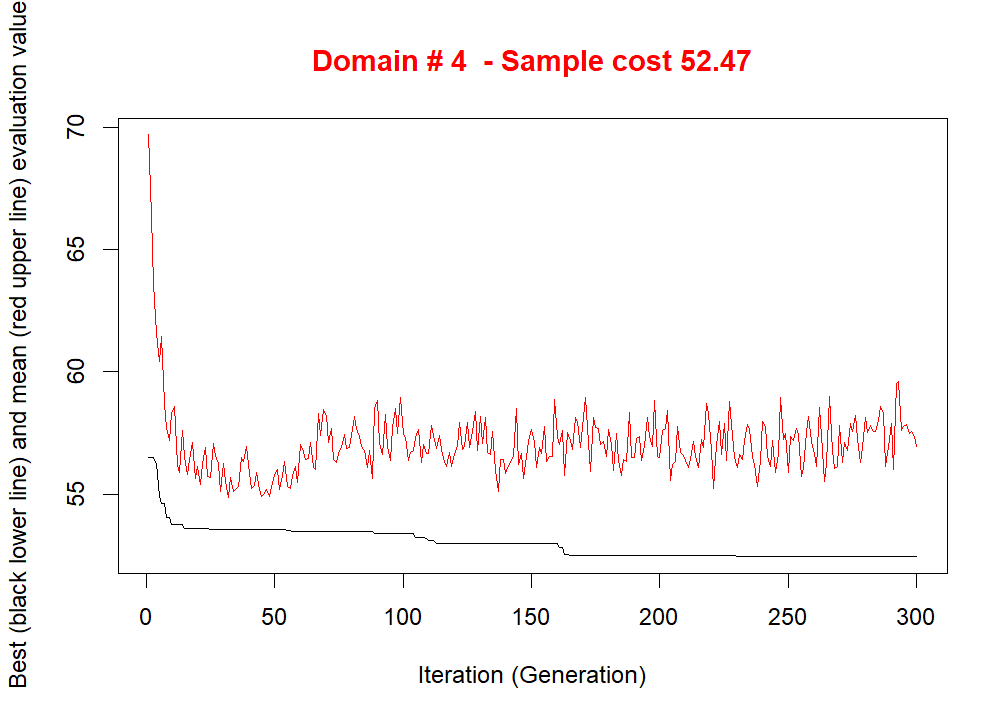 Domain # 4  - Sample cost 52.47
Best (black lower line) and mean (red upper line) evaluation value
70
65
60
55
0 50 100 150 200 250 300
Iteration (Generation)